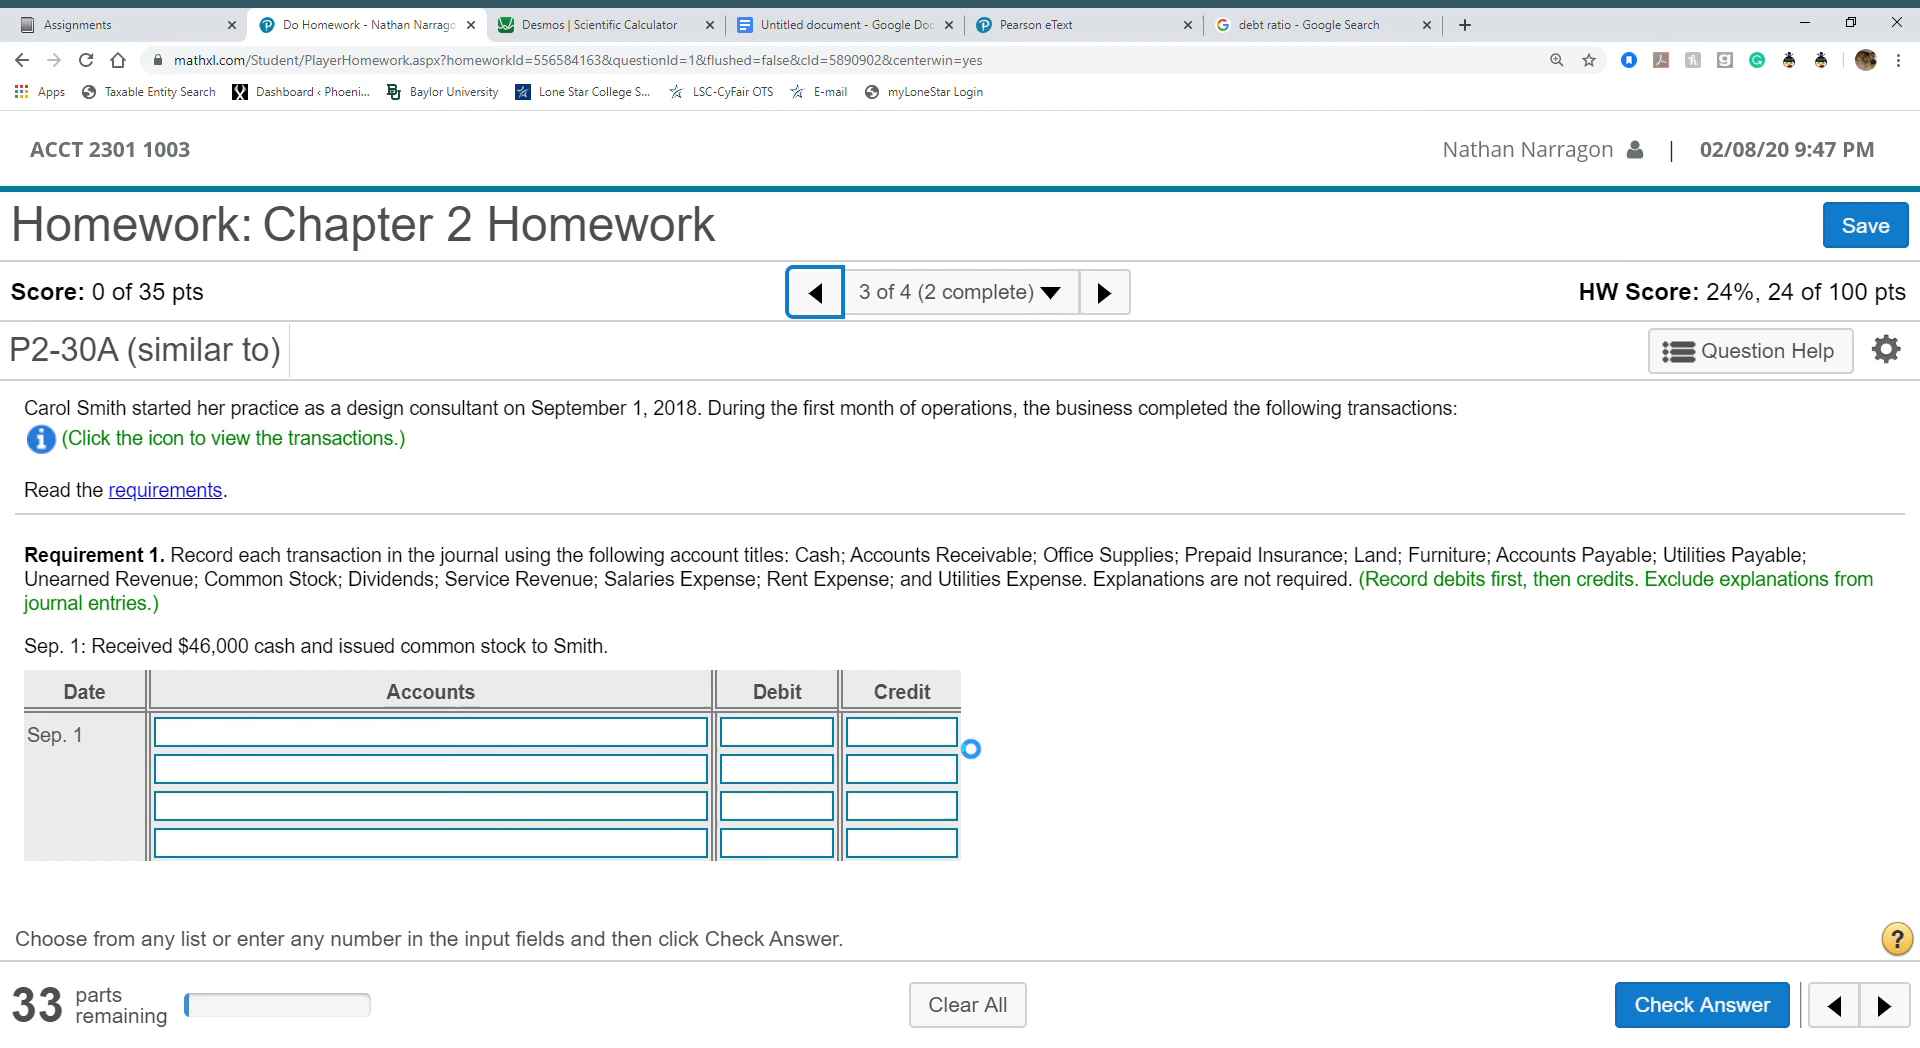 Assignments
Do Homework - Nathan Narrago
Desmos | Scientific Calculator
Untitled document - Google Doc
Pearson eText
debt ratio - Google Search
mathxl.com/Student/PlayerHomework.aspx?homeworkId=556584163&questionId=1&flushed=false&cId=5890902&centerwin=yes
Apps
Taxable Entity Search
Dashboard ‹ Phoeni...
Baylor University
Lone Star College S...
LSC-CyFair OTS
E-mail
myLoneStar Login
ACCT 2301 1003
Nathan Narragon | 02/08/20 9:47 PM
Homework: Chapter 2 Homework
Save
Score: 0 of 35 pts
3 of 4 (2 complete)
HW Score: 24%, 24 of 100 pts
P2-30A (similar to)
Question Help
Carol Smith started her practice as a design consultant on September 1, 2018. During the first month of operations, the business completed the following transactions:
(Click the icon to view the transactions.)
Read the requirements.
Requirement 1. Record each transaction in the journal using the following account titles: Cash; Accounts Receivable; Office Supplies; Prepaid Insurance; Land; Furniture; Accounts Payable; Utilities Payable;
Unearned Revenue; Common Stock; Dividends; Service Revenue; Salaries Expense; Rent Expense; and Utilities Expense. Explanations are not required. (Record debits first, then credits. Exclude explanations from
journal entries.)
Sep. 1: Received $46,000 cash and issued common stock to Smith.
Date Accounts Debit Credit
Sep. 1
Choose from any list or enter any number in the input fields and then click Check Answer.
?
33 parts
remaining
Clear All
Check Answer